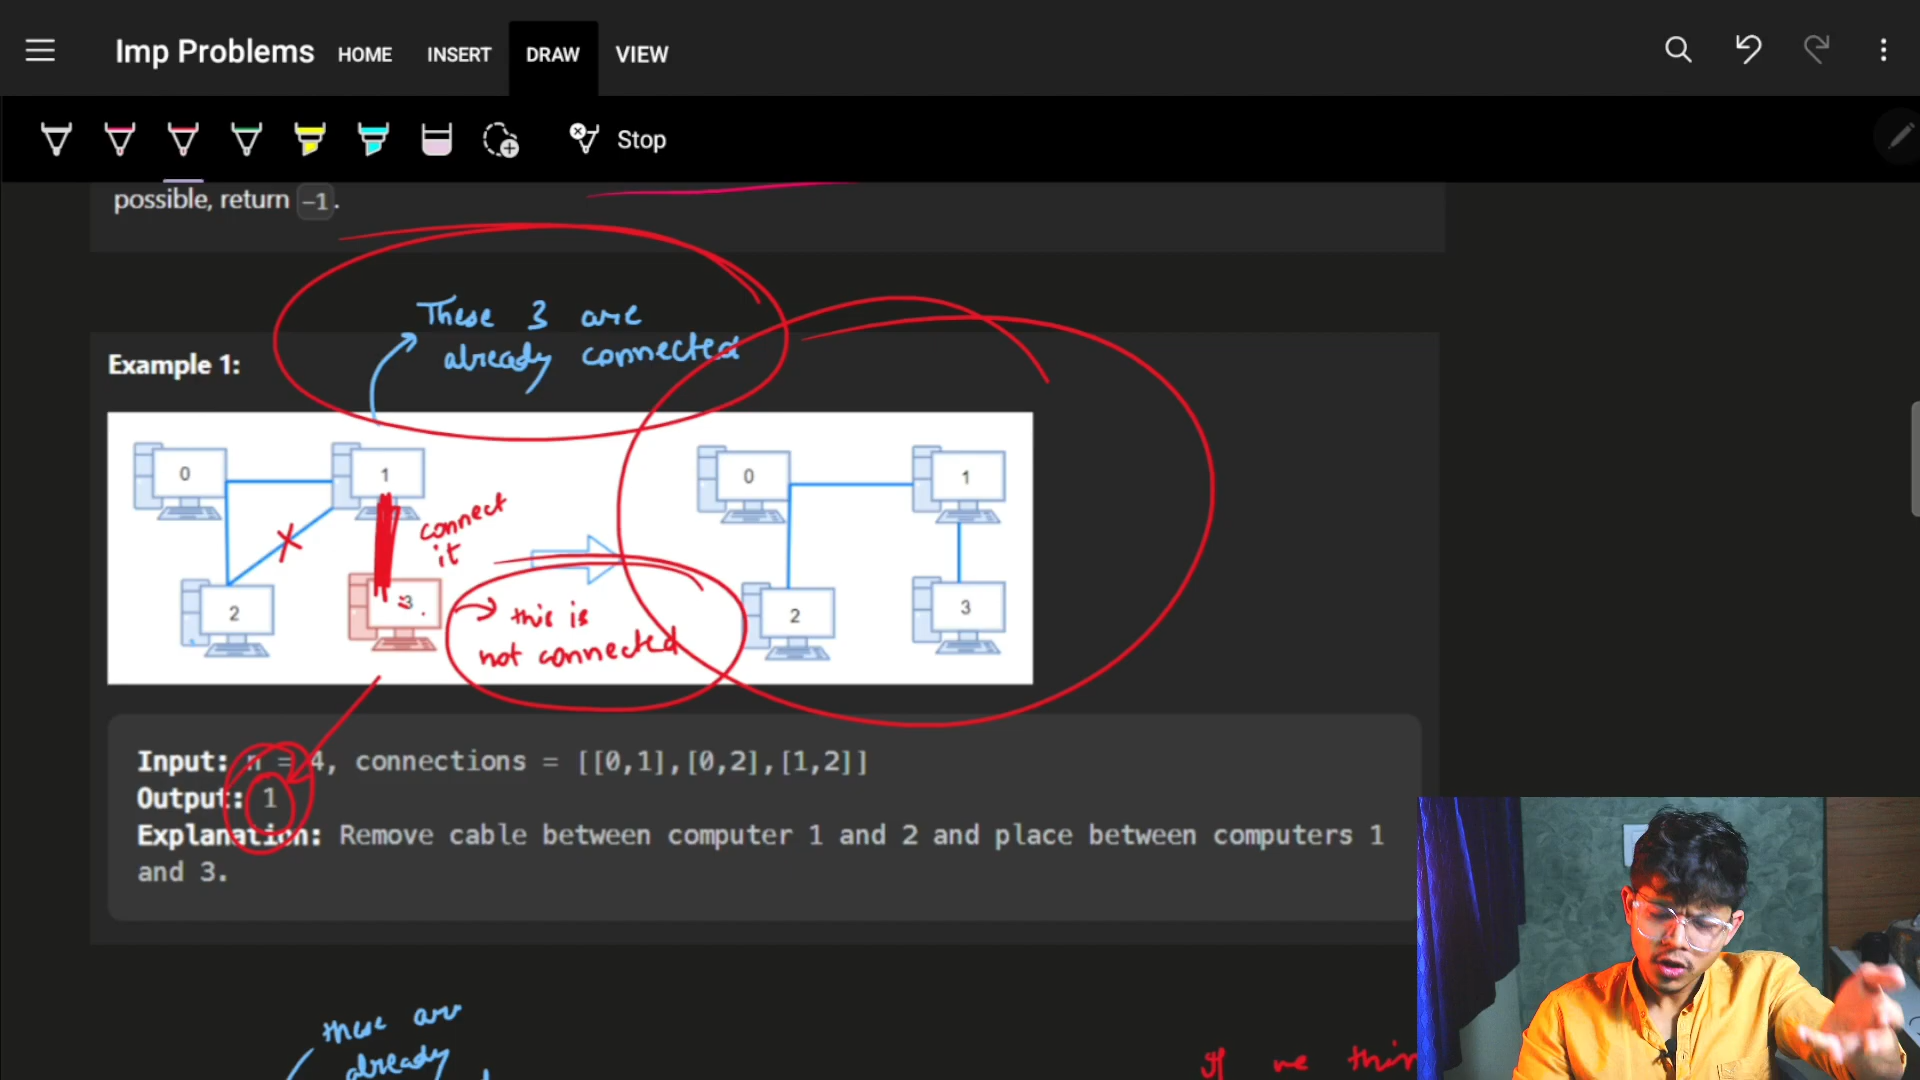 Imp Problems HOME INSERT DRAW VIEW
Stop
possible, return -1.
These 3 are
already connected
Example 1:
0 1
connect
it
2 3
this is
not connected
0 1
2 3
Input: n = 4, connections = [[0,1],[0,2],[1,2]]
Output: 1
Explanation: Remove cable between computer 1 and 2 and place between computers 1
and 3.
these are
already
If we thin